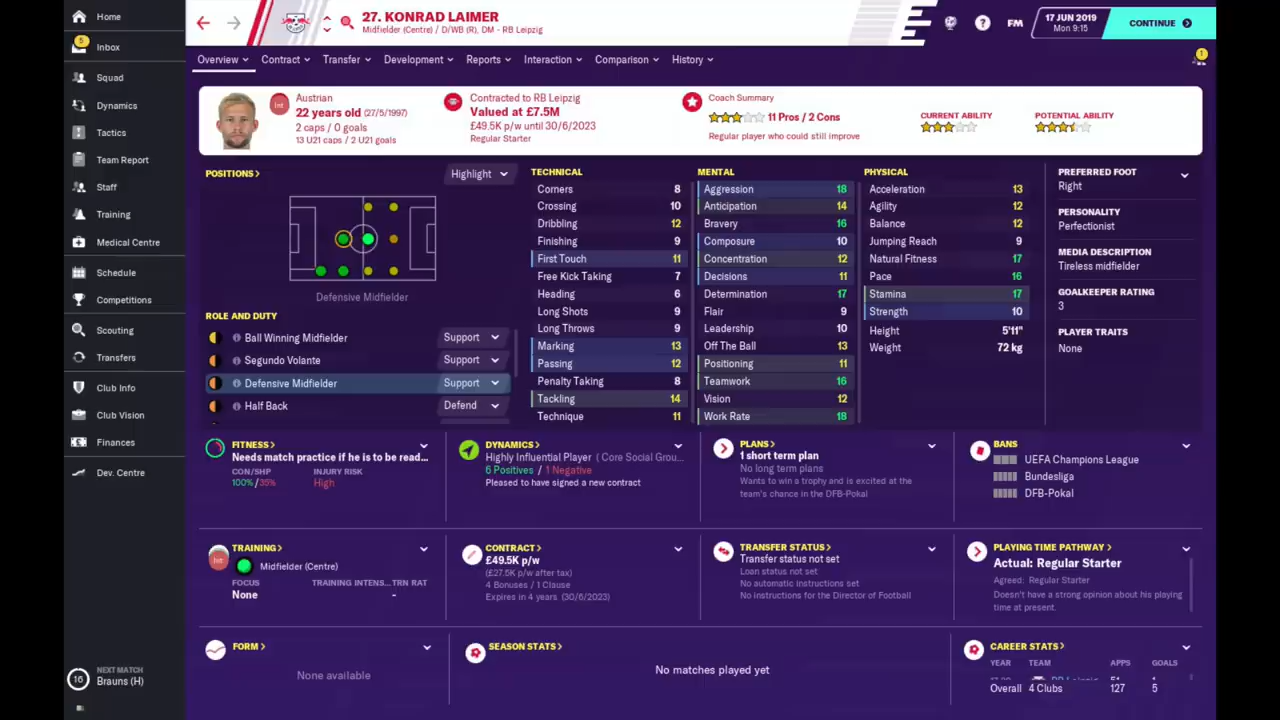 Home
5
Inbox
Squad
Dynamics
Tactics
Team Report
Staff
Training
Medical Centre
Schedule
Competitions
Scouting
Transfers
Club Info
Club Vision
Finances
Dev. Centre
16
NEXT MATCH
Brauns (H)
27. KONRAD LAIMER
Midfielder (Centre) / D/WB (R), DM - RB Leipzig
?
FM
17 JUN 2019
Mon 9:15
CONTINUE
Overview Contract Transfer Development Reports Interaction Comparison History
1
Int
Austrian
22 years old (27/5/1997)
2 caps / 0 goals
13 U21 caps / 2 U21 goals
Contracted to RB Leipzig
Valued at £7.5M
£49.5K p/w until 30/6/2023
Regular Starter
Coach Summary
11 Pros / 2 Cons
Regular player who could still improve
CURRENT ABILITY
POTENTIAL ABILITY
POSITIONS >
Highlight
Defensive Midfielder
ROLE AND DUTY
Ball Winning Midfielder Support
Segundo Volante Support
Defensive Midfielder Support
Half Back Defend
TECHNICAL
Corners 8
Crossing 10
Dribbling 12
Finishing 9
First Touch 11
Free Kick Taking 7
Heading 6
Long Shots 9
Long Throws 9
Marking 13
Passing 12
Penalty Taking 8
Tackling 14
Technique 11
MENTAL
Aggression 18
Anticipation 14
Bravery 16
Composure 10
Concentration 12
Decisions 11
Determination 17
Flair 9
Leadership 10
Off The Ball 13
Positioning 11
Teamwork 16
Vision 12
Work Rate 18
PHYSICAL
Acceleration 13
Agility 12
Balance 12
Jumping Reach 9
Natural Fitness 17
Pace 16
Stamina 17
Strength 10
Height 5'11"
Weight 72 kg
PREFERRED FOOT
Right
PERSONALITY
Perfectionist
MEDIA DESCRIPTION
Tireless midfielder
GOALKEEPER RATING
3
PLAYER TRAITS
None
FITNESS >
Needs match practice if he is to be read...
CON/SHP INJURY RISK
100%/35% High
DYNAMICS >
Highly Influential Player ( Core Social Grou...
6 Positives / 1 Negative
Pleased to have signed a new contract
PLANS >
1 short term plan
No long term plans
Wants to win a trophy and is excited at the
team's chance in the DFB-Pokal
BANS
UEFA Champions League
Bundesliga
DFB-Pokal
TRAINING >
Int
Midfielder (Centre)
FOCUS TRAINING INTENS... TRN RAT
None -
CONTRACT >
£49.5K p/w
(£27.5K p/w after tax)
4 Bonuses / 1 Clause
Expires in 4 years (30/6/2023)
TRANSFER STATUS >
Transfer status not set
Loan status not set
No automatic instructions set
No instructions for the Director of Football
PLAYING TIME PATHWAY >
Actual: Regular Starter
Agreed: Regular Starter
Doesn't have a strong opinion about his playing
time at present.
FORM >
None available
SEASON STATS >
No matches played yet
CAREER STATS >
YEAR TEAM APPS GOALS
Overall 4 Clubs 127 5